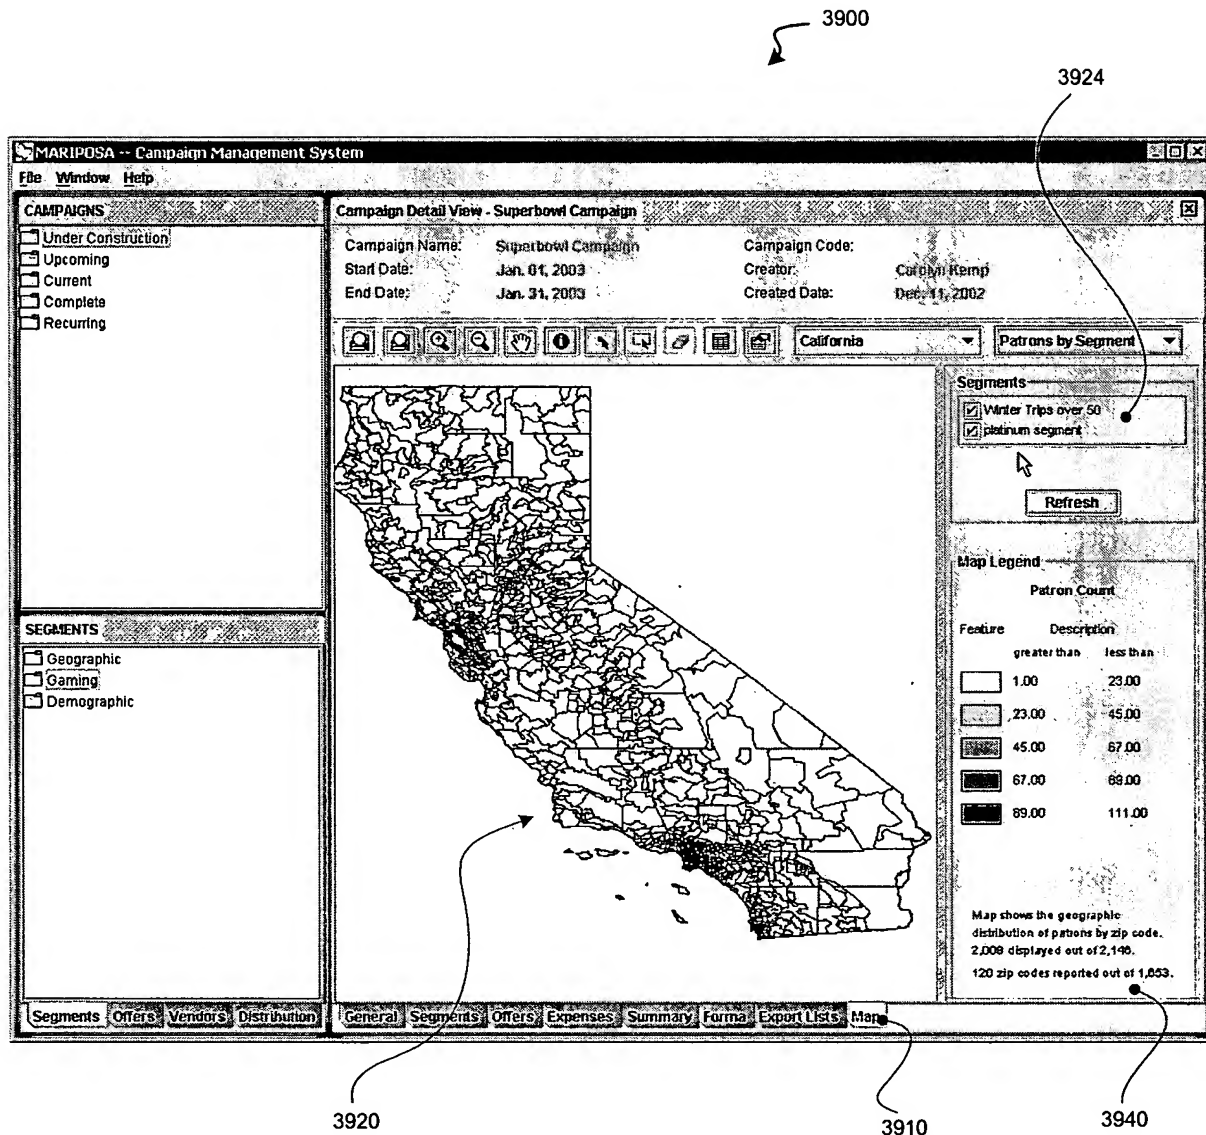 3900
3924
MARIPOSA -- Campaign Management System
File Window Help
CAMPAIGNS
Under Construction
Upcoming
Current
Complete
Recurring
Campaign Detail View - Superbowl Campaign
Campaign Name: Superbowl Campaign Campaign Code:
Start Date: Jan. 01, 2003 Creator: Carolyn Kemp
End Date: Jan. 31, 2003 Created Date: Dec. 11, 2002
California Patrons by Segment
Segments
Winter Trips over 50
platinum segment
Refresh
Map Legend
Patron Count
Feature Description
greater than less than
1.00 23.00
23.00 45.00
45.00 67.00
67.00 89.00
89.00 111.00
Map shows the geographic
distribution of patrons by zip code.
2,009 displayed out of 2,146.
120 zip codes reported out of 1,653.
SEGMENTS
Geographic
Gaming
Demographic
Segments Offers Vendors Distribution
General Segments Offers Expenses Summary Forma Export Lists Map
3920
3910
3940